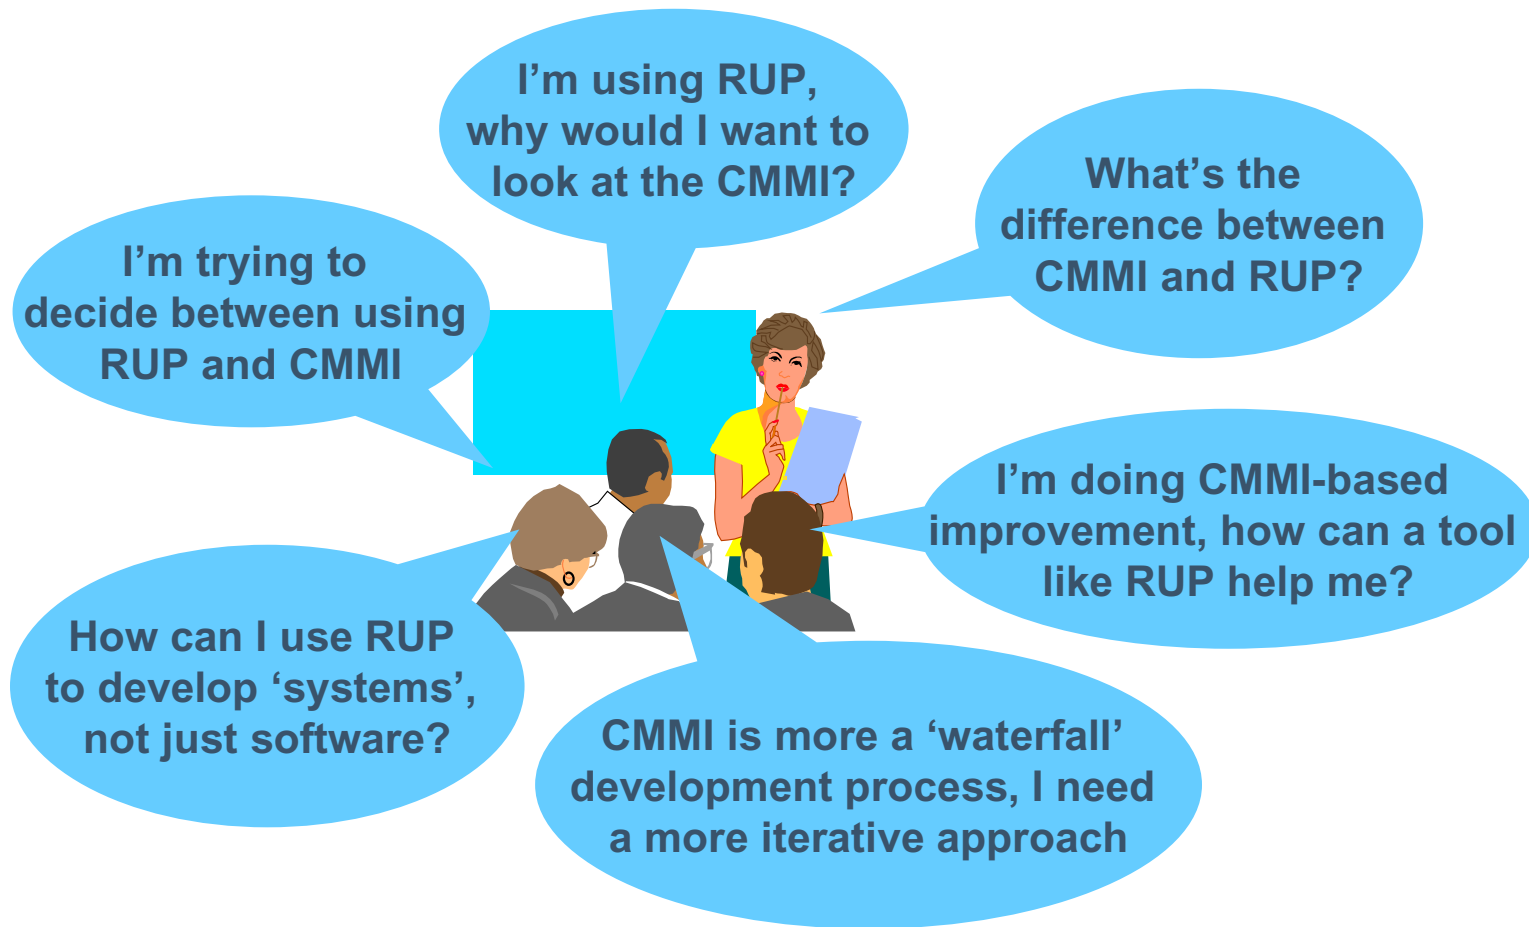 I’m using RUP,
why would I want to
look at the CMMI?
What’s the
difference between
CMMI and RUP?
I’m trying to
decide between using
RUP and CMMI
I’m doing CMMI-based
improvement, how can a tool
like RUP help me?
How can I use RUP
to develop ‘systems’,
not just software?
CMMI is more a ‘waterfall’
development process, I need
a more iterative approach